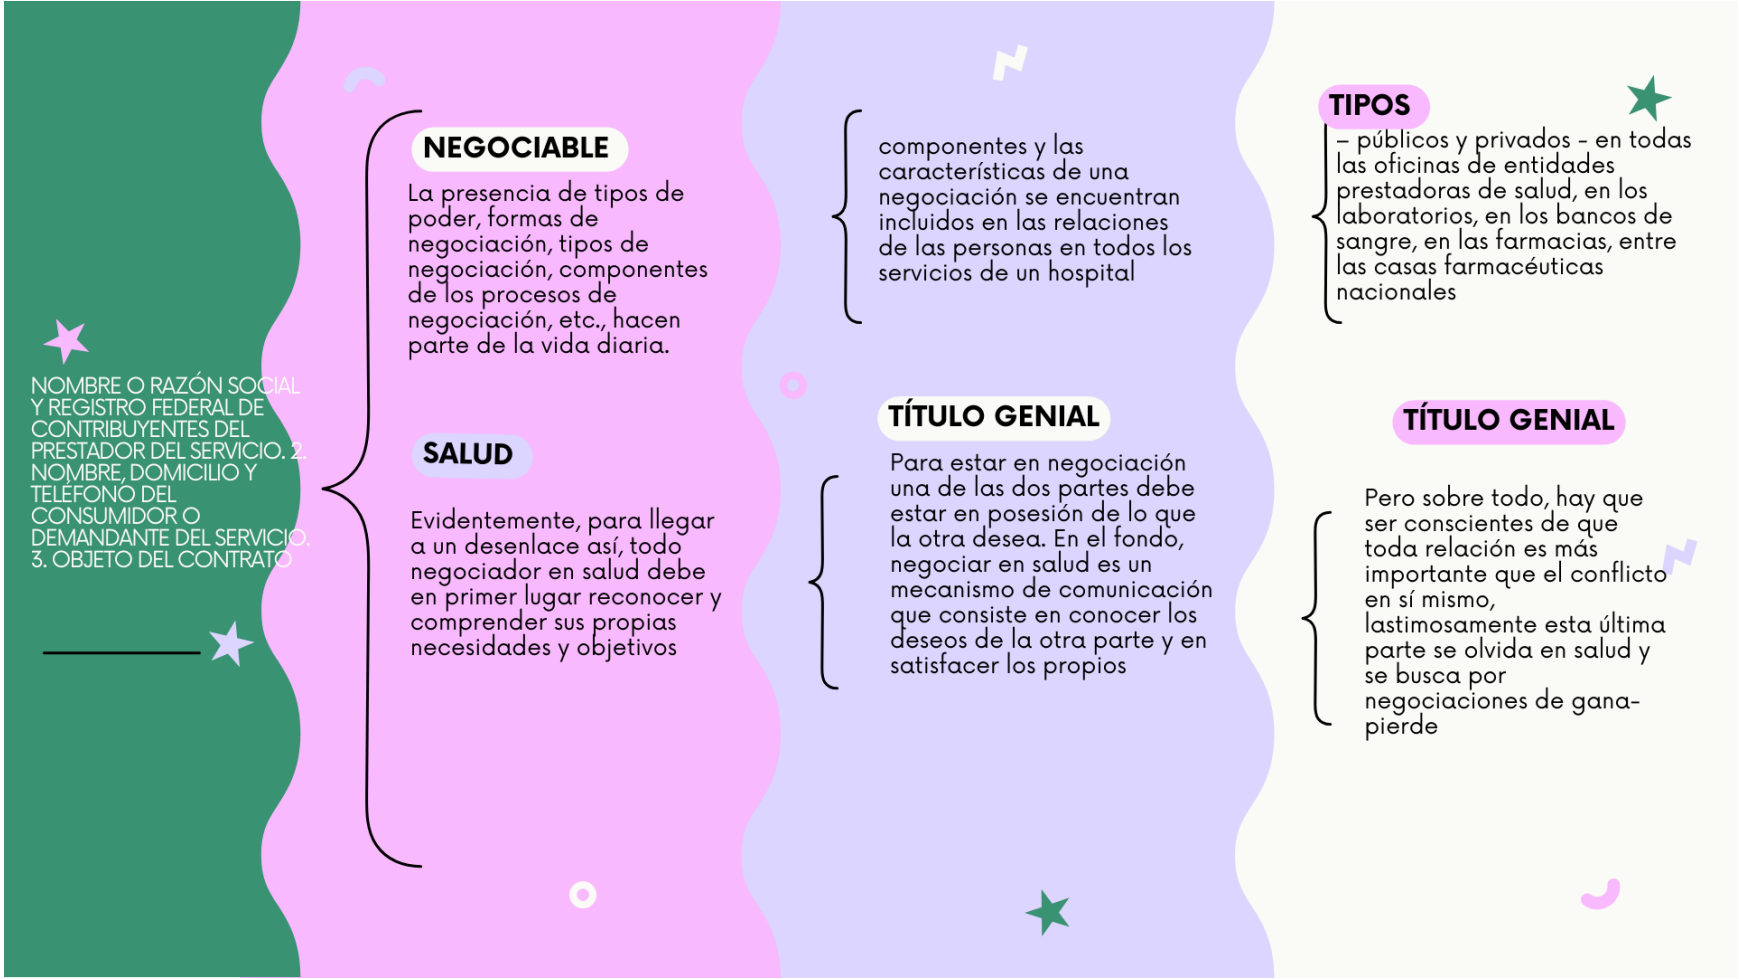 NOMBRE O RAZÓN SOCIAL
Y REGISTRO FEDERAL DE
CONTRIBUYENTES DEL
PRESTADOR DEL SERVICIO. 2.
NOMBRE, DOMICILIO Y
TELÉFONO DEL
CONSUMIDOR O
DEMANDANTE DEL SERVICIO.
3. OBJETO DEL CONTRATO
NEGOCIABLE
La presencia de tipos de
poder, formas de
negociación, tipos de
negociación, componentes
de los procesos de
negociación, etc., hacen
parte de la vida diaria.
SALUD
Evidentemente, para llegar
a un desenlace así, todo
negociador en salud debe
en primer lugar reconocer y
comprender sus propias
necesidades y objetivos
componentes y las
características de una
negociación se encuentran
incluidos en las relaciones
de las personas en todos los
servicios de un hospital
TÍTULO GENIAL
Para estar en negociación
una de las dos partes debe
estar en posesión de lo que
la otra desea. En el fondo,
negociar en salud es un
mecanismo de comunicación
que consiste en conocer los
deseos de la otra parte y en
satisfacer los propios
TIPOS
– públicos y privados - en todas
las oficinas de entidades
prestadoras de salud, en los
laboratorios, en los bancos de
sangre, en las farmacias, entre
las casas farmacéuticas
nacionales
TÍTULO GENIAL
Pero sobre todo, hay que
ser conscientes de que
toda relación es más
importante que el conflicto
en sí mismo,
lastimosamente esta última
parte se olvida en salud y
se busca por
negociaciones de gana-
pierde